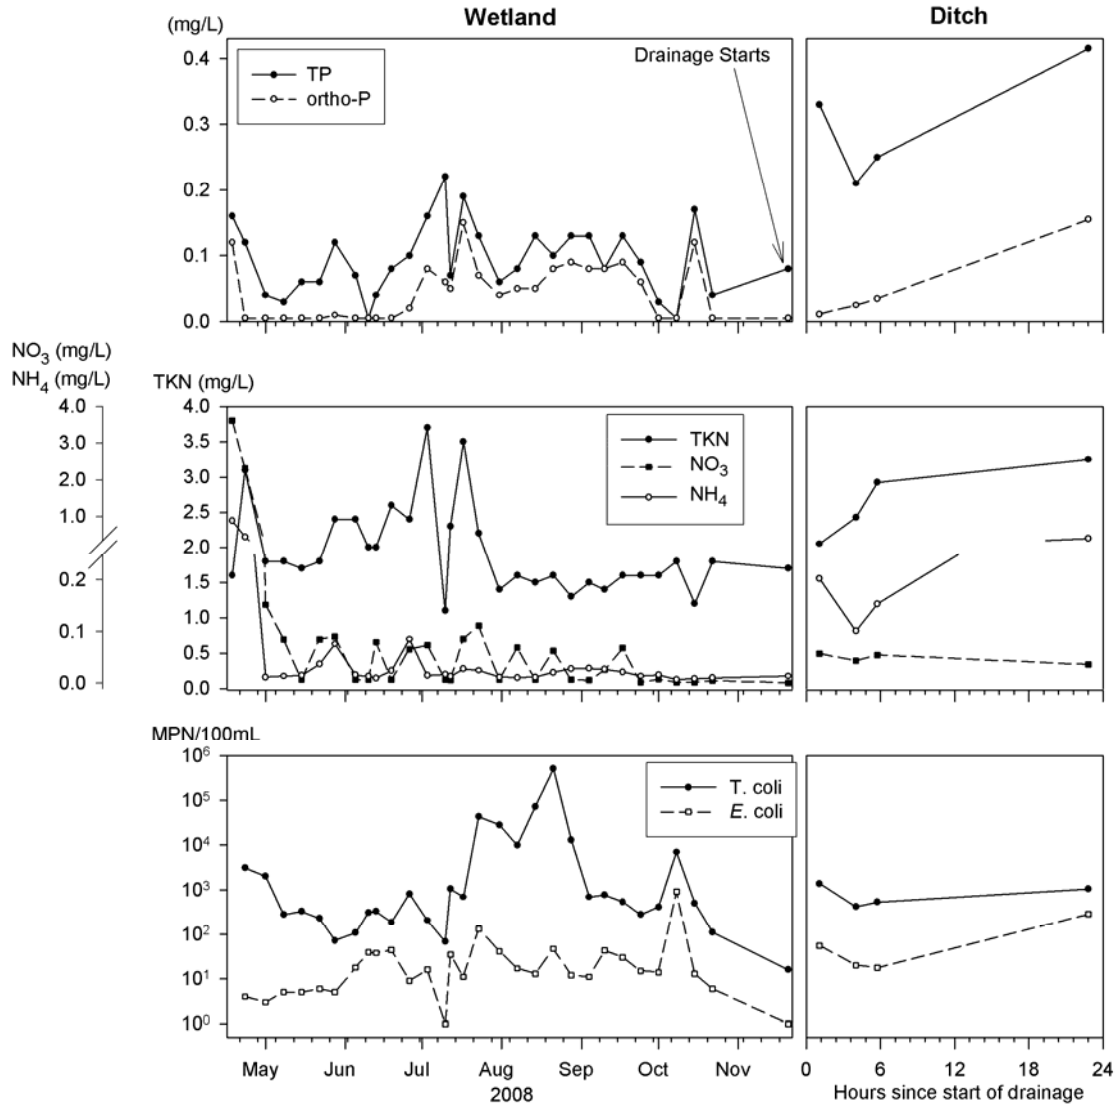 Wetland
Ditch
(mg/L)
0.4
0.3
0.2
0.1
0.0
TP
ortho-P
Drainage Starts
NO3 (mg/L)
NH4 (mg/L)
TKN (mg/L)
4.0
3.0
2.0
1.0
0.2
0.1
0.0
4.0
3.5
3.0
2.5
2.0
1.5
1.0
0.5
0.0
TKN
NO3
NH4
MPN/100mL
10^6
10^5
10^4
10^3
10^2
10^1
10^0
T. coli
E. coli
May Jun Jul Aug Sep Oct Nov
2008
0 6 12 18 24
Hours since start of drainage